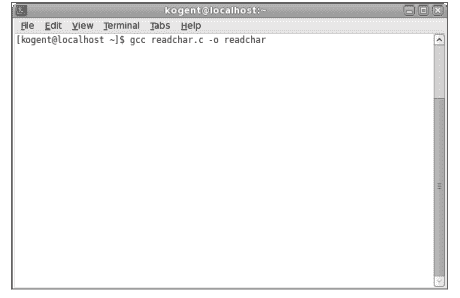 kogent@localhost:~
File Edit View Terminal Tabs Help
[kogent@localhost ~]$ gcc readchar.c -o readchar